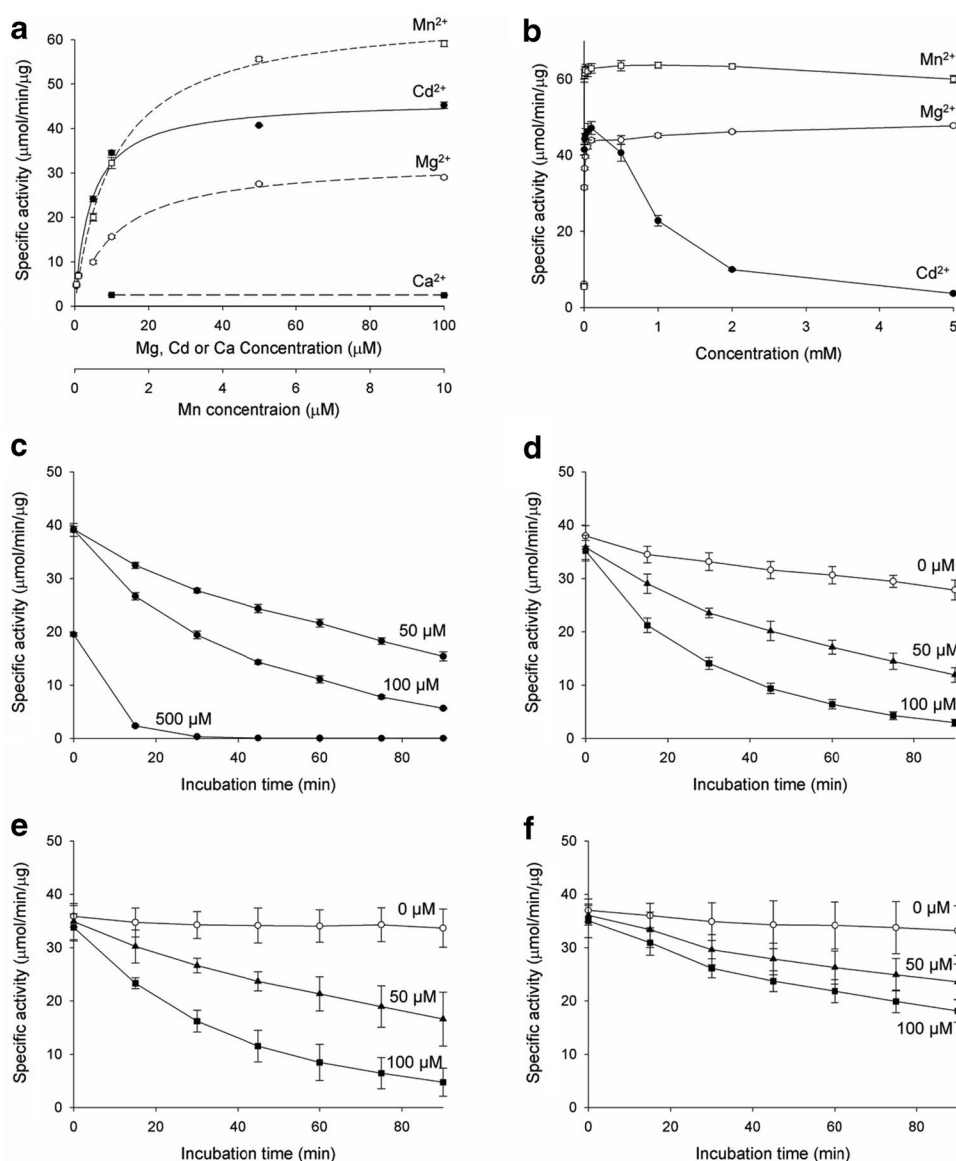 a
Specific activity (µmol/min/µg)
60
50
40
30
20
10
0
Mn²⁺
Cd²⁺
Mg²⁺
Ca²⁺
0 20 40 60 80 100
Mg, Cd or Ca Concentration (µM)
0 2 4 6 8 10
Mn concentraion (µM)
b
Specific activity (µmol/min/µg)
60
40
20
0
Mn²⁺
Mg²⁺
Cd²⁺
0 1 2 3 4 5
Concentration (mM)
c
Specific activity (µmol/min/µg)
50
40
30
20
10
0
50 µM
100 µM
500 µM
0 20 40 60 80
Incubation time (min)
d
Specific activity (µmol/min/µg)
50
40
30
20
10
0
0 µM
50 µM
100 µM
0 20 40 60 80
Incubation time (min)
e
Specific activity (µmol/min/µg)
50
40
30
20
10
0
0 µM
50 µM
100 µM
0 20 40 60 80
Incubation time (min)
f
Specific activity (µmol/min/µg)
50
40
30
20
10
0
0 µM
50 µM
100 µM
0 20 40 60 80
Incubation time (min)